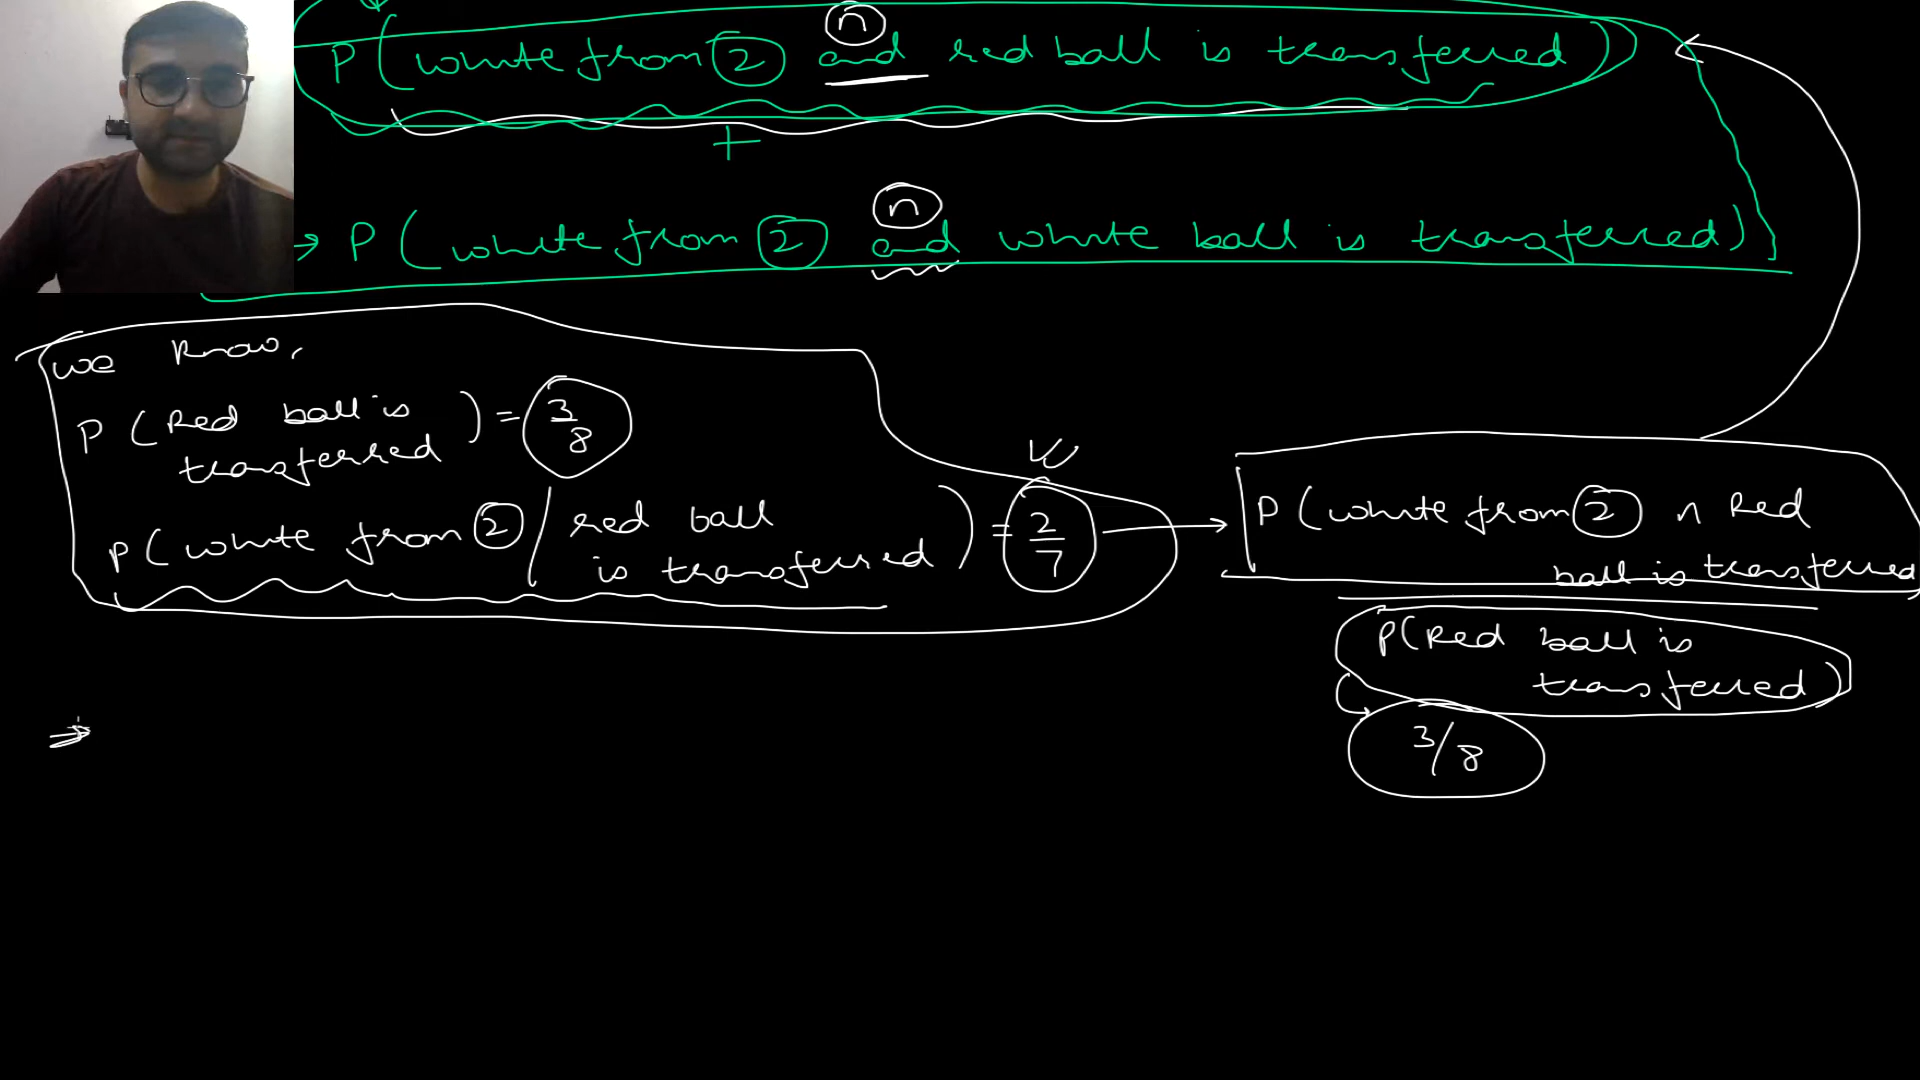 n
P (white from 2 and red ball is transferred)
+
n
→ P (white from 2 and white ball is transferred)}
we know,
P (Red ball is transferred) = 3/8
P (white from 2 / red ball is transferred) = 2/7 → P (white from 2 n Red ball is transferred
P(Red ball is transferred)
3/8
⇒